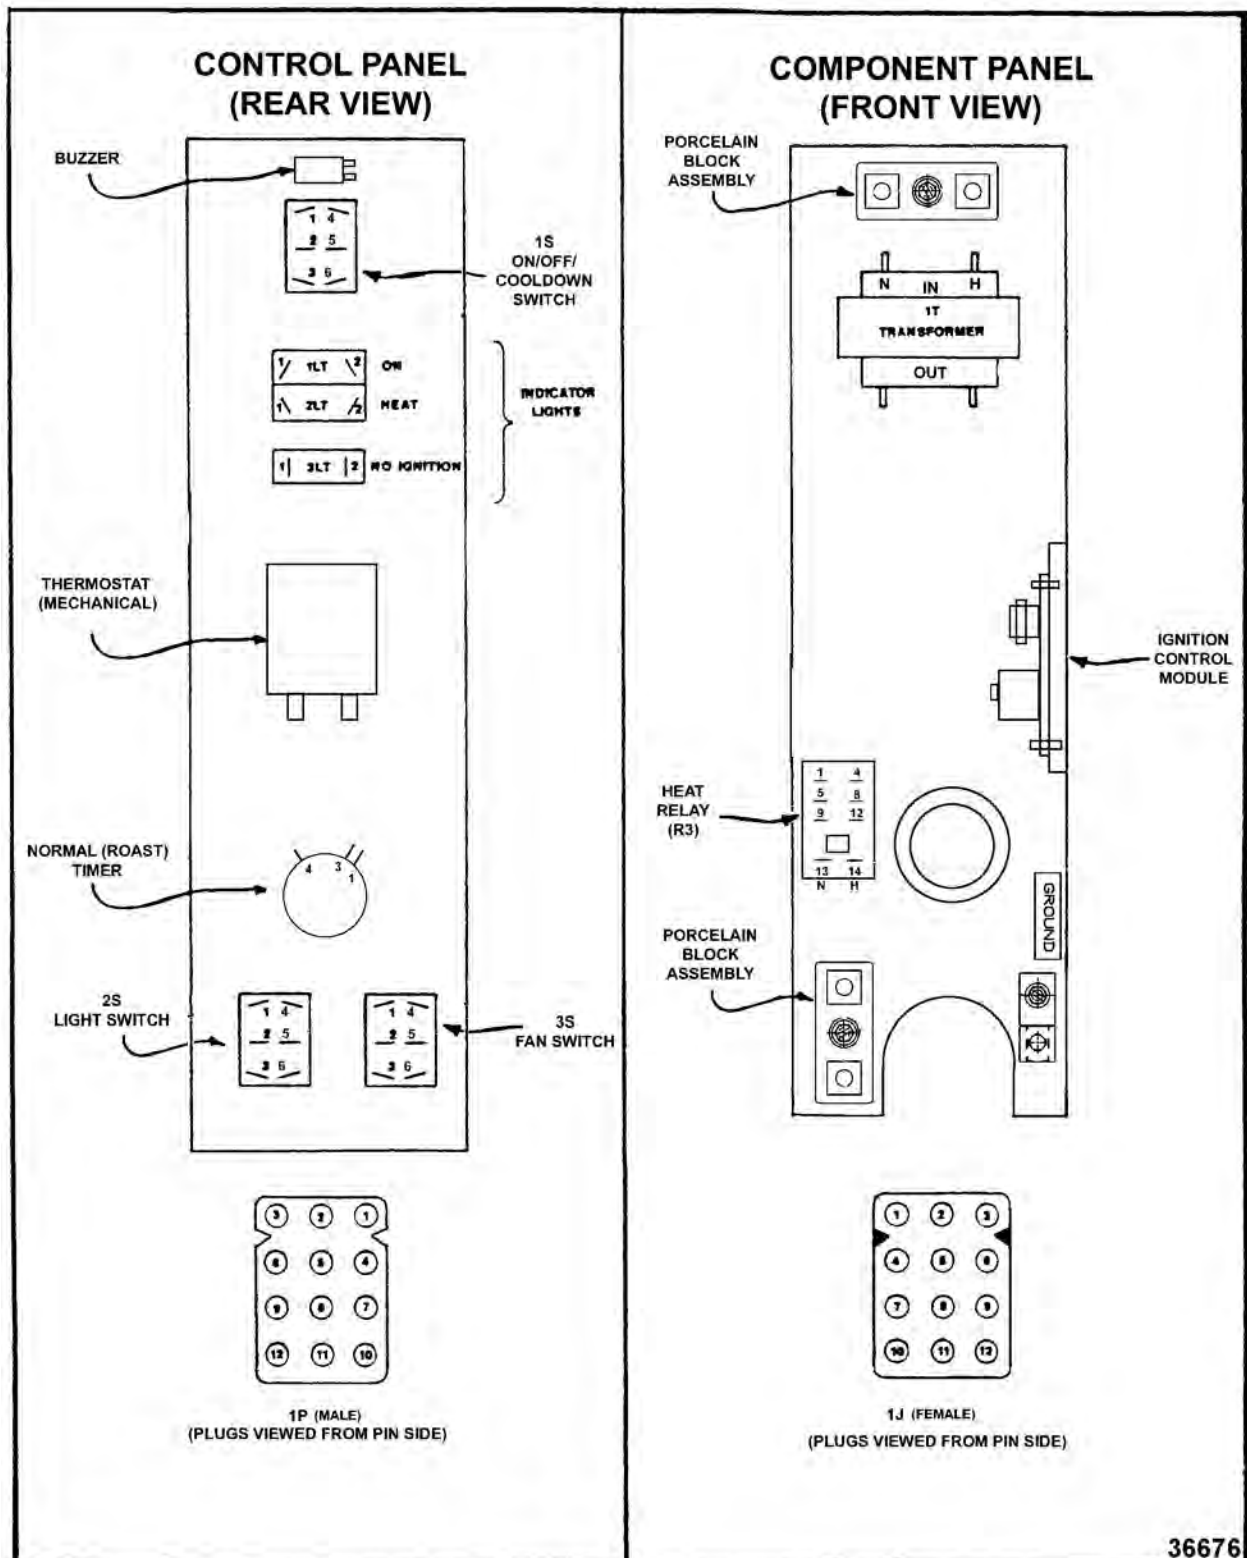 CONTROL PANEL
(REAR VIEW)
BUZZER
1 4
2 5
3 6
1S
ON/OFF/
COOLDOWN
SWITCH
1 1LT 2 ON
1 2LT 2 HEAT
1 3LT 2 NO IGNITION
INDICATOR
LIGHTS
THERMOSTAT
(MECHANICAL)
NORMAL (ROAST)
TIMER
4 3 1
2S
LIGHT SWITCH
1 4
2 5
3 6
1 4
2 5
3 6
3S
FAN SWITCH
3 2 1
6 5 4
9 8 7
12 11 10
1P (MALE)
(PLUGS VIEWED FROM PIN SIDE)
COMPONENT PANEL
(FRONT VIEW)
PORCELAIN
BLOCK
ASSEMBLY
N IN H
1T
TRANSFORMER
OUT
IGNITION
CONTROL
MODULE
HEAT
RELAY
(R3)
1 4
5 8
9 12
13 14
N H
GROUND
PORCELAIN
BLOCK
ASSEMBLY
1 2 3
4 5 6
7 8 9
10 11 12
1J (FEMALE)
(PLUGS VIEWED FROM PIN SIDE)
36676